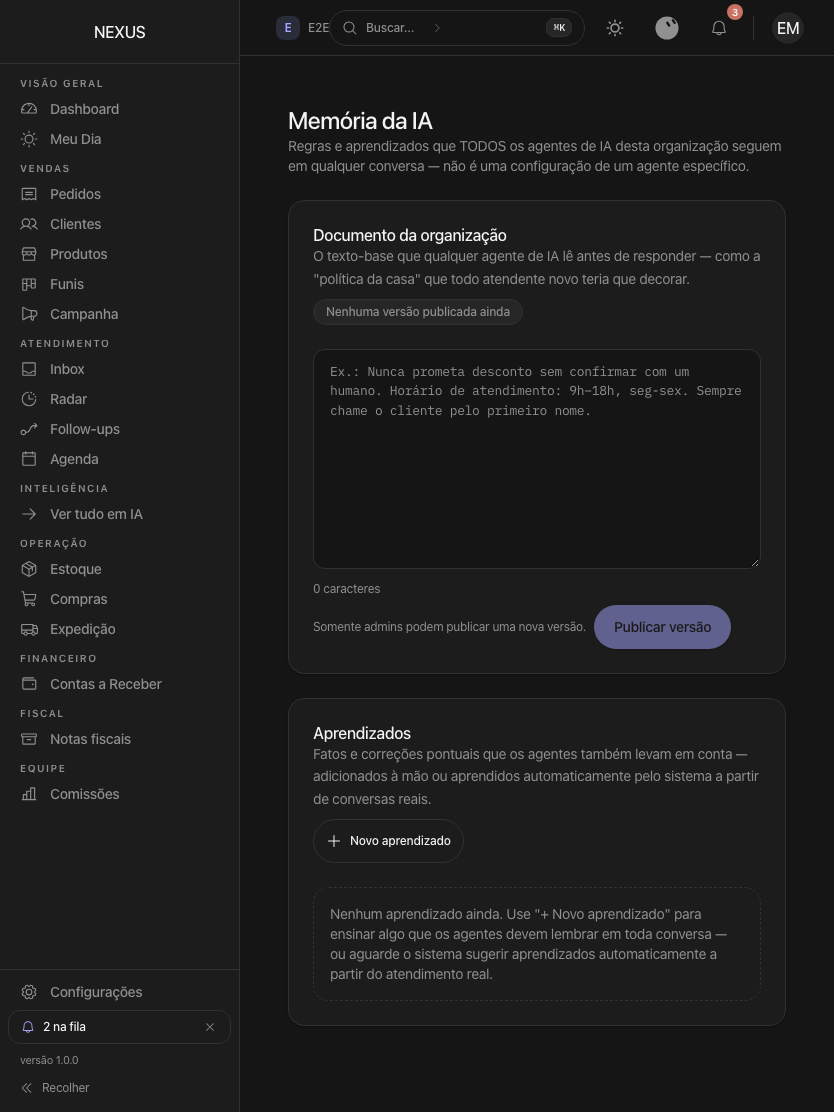 NEXUS
VISÃO GERAL
Dashboard
Meu Dia
VENDAS
Pedidos
Clientes
Produtos
Funis
Campanha
ATENDIMENTO
Inbox
Radar
Follow-ups
Agenda
INTELIGÊNCIA
Ver tudo em IA
OPERAÇÃO
Estoque
Compras
Expedição
FINANCEIRO
Contas a Receber
FISCAL
Notas fiscais
EQUIPE
Comissões
Configurações
2 na fila
versão 1.0.0
Recolher
E E2E Buscar... ⌘K 3 EM
Memória da IA
Regras e aprendizados que TODOS os agentes de IA desta organização seguem
em qualquer conversa — não é uma configuração de um agente específico.
Documento da organização
O texto-base que qualquer agente de IA lê antes de responder — como a
"política da casa" que todo atendente novo teria que decorar.
Nenhuma versão publicada ainda
Ex.: Nunca prometa desconto sem confirmar com um
humano. Horário de atendimento: 9h–18h, seg-sex. Sempre
chame o cliente pelo primeiro nome.
0 caracteres
Somente admins podem publicar uma nova versão. Publicar versão
Aprendizados
Fatos e correções pontuais que os agentes também levam em conta —
adicionados à mão ou aprendidos automaticamente pelo sistema a partir
de conversas reais.
Novo aprendizado
Nenhum aprendizado ainda. Use "+ Novo aprendizado" para
ensinar algo que os agentes devem lembrar em toda conversa —
ou aguarde o sistema sugerir aprendizados automaticamente a
partir do atendimento real.